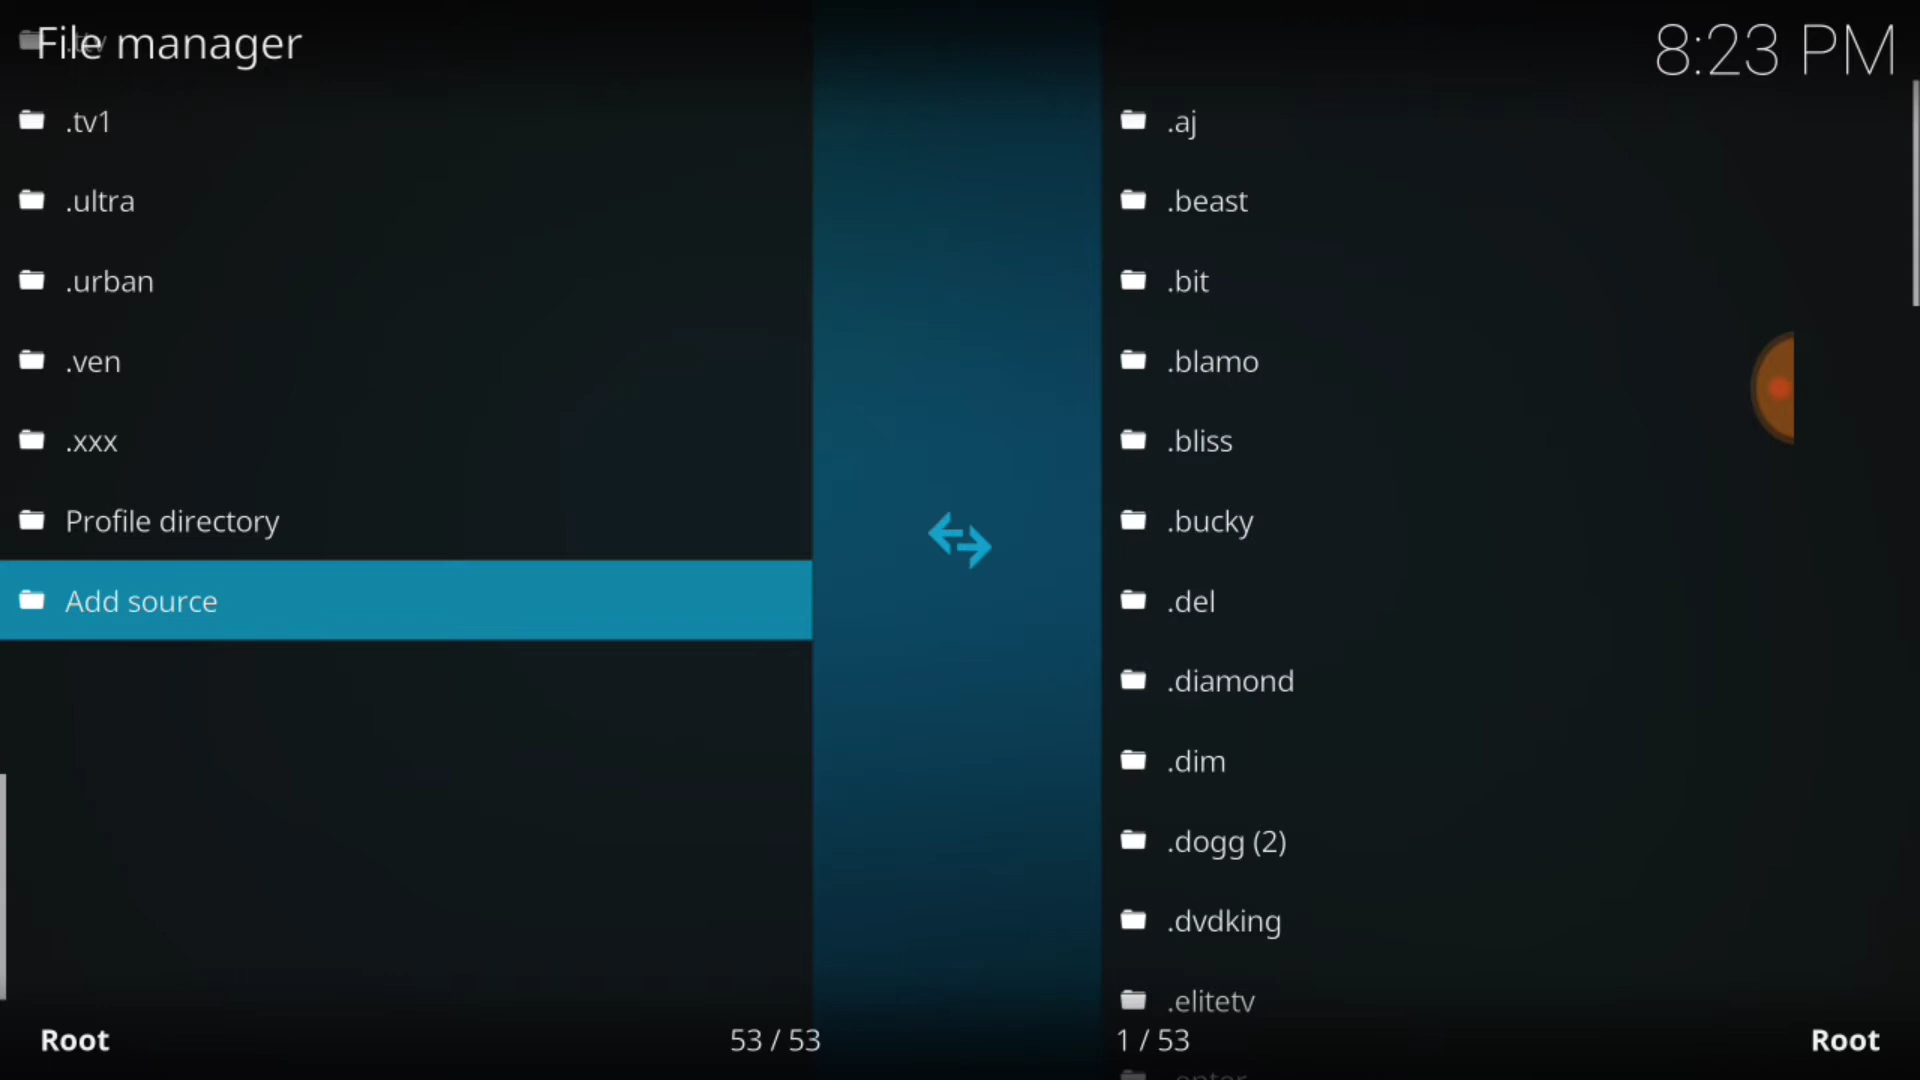 File manager
8:23 PM
.tv1
.ultra
.urban
.ven
.xxx
Profile directory
Add source
.aj
.beast
.bit
.blamo
.bliss
.bucky
.del
.diamond
.dim
.dogg (2)
.dvdking
.elitetv
Root
53 / 53
1 / 53
Root